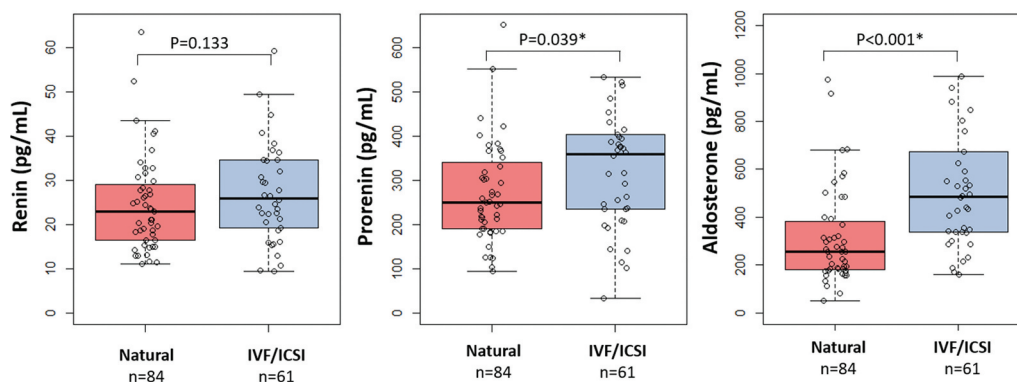 Renin (pg/mL)
0 10 20 30 40 50 60
P=0.133
Natural
n=84
IVF/ICSI
n=61
Prorenin (pg/mL)
0 100 200 300 400 500 600
P=0.039*
Natural
n=84
IVF/ICSI
n=61
Aldosterone (pg/mL)
0 200 400 600 800 1000 1200
P<0.001*
Natural
n=84
IVF/ICSI
n=61